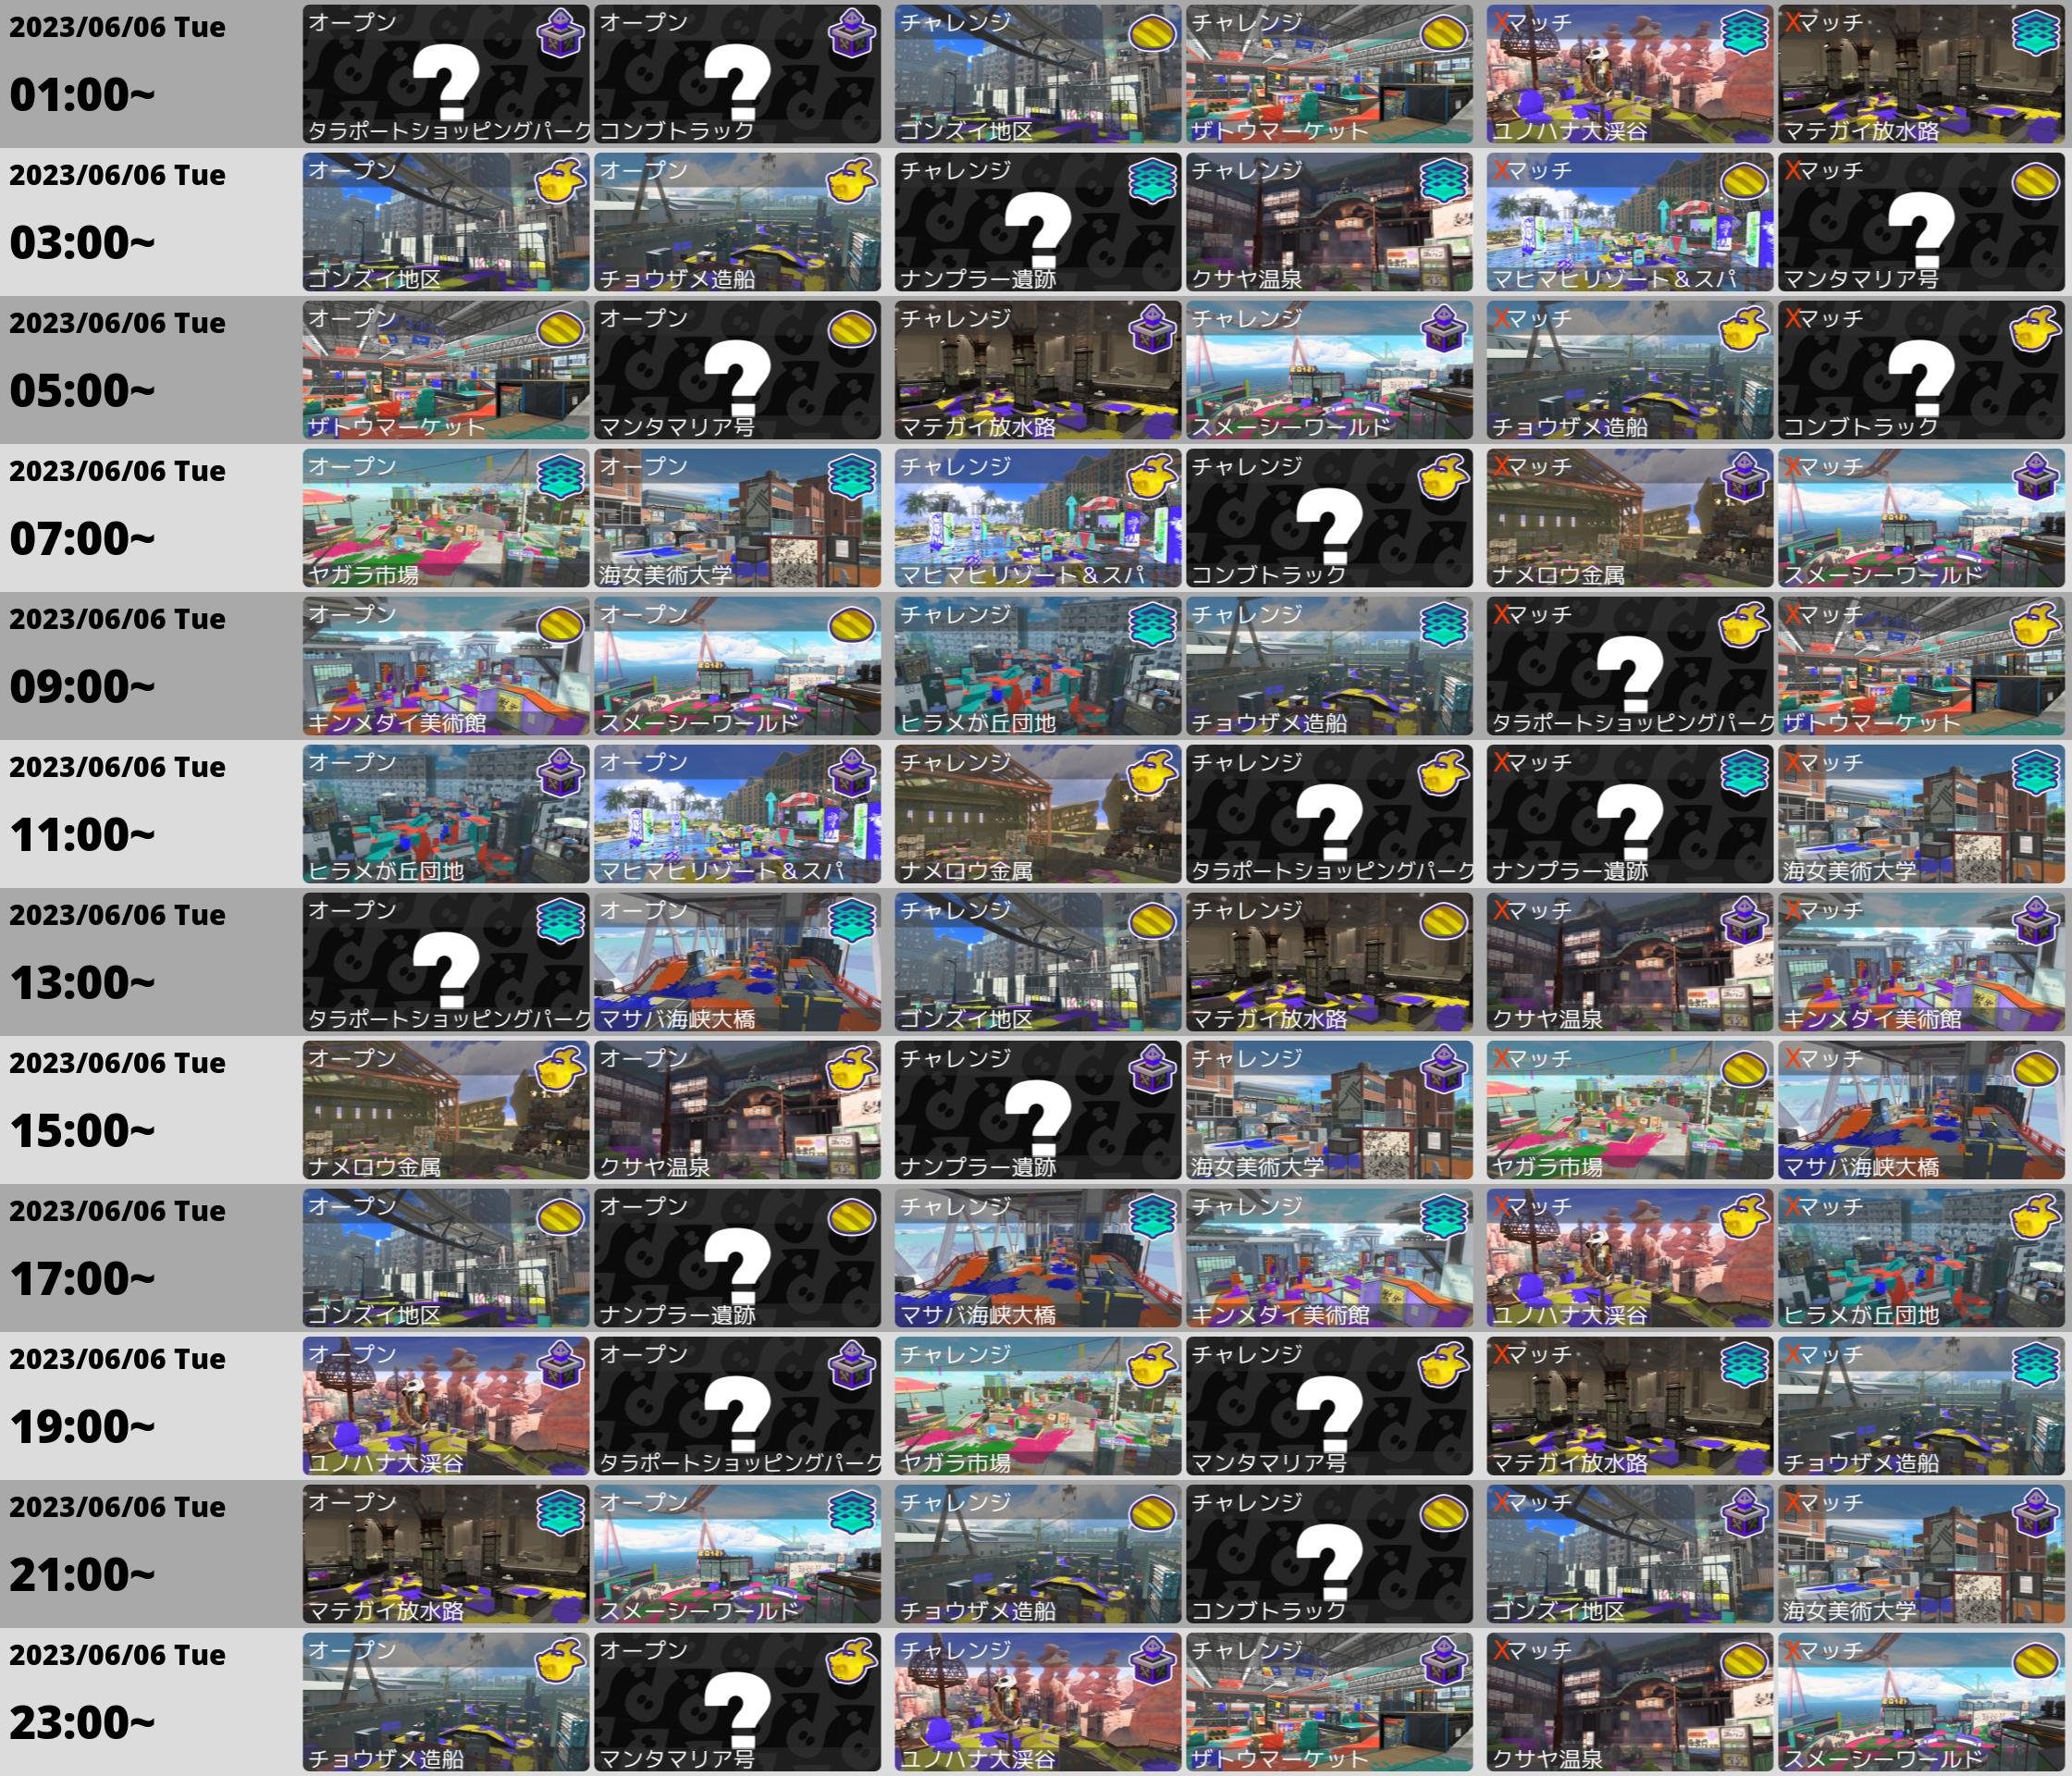 2023/06/06 Tue
01:00~
オープン オープン チャレンジ チャレンジ Xマッチ Xマッチ
タラポートショッピングパーク コンブトラック ゴンズイ地区 ザトウマーケット ユノハナ大渓谷 マテガイ放水路
2023/06/06 Tue
03:00~
オープン オープン チャレンジ チャレンジ Xマッチ Xマッチ
ゴンズイ地区 チョウザメ造船 ナンプラー遺跡 クサヤ温泉 マヒマヒリゾート&スパ マンタマリア号
2023/06/06 Tue
05:00~
オープン オープン チャレンジ チャレンジ Xマッチ Xマッチ
ザトウマーケット マンタマリア号 マテガイ放水路 スメーシーワールド チョウザメ造船 コンブトラック
2023/06/06 Tue
07:00~
オープン オープン チャレンジ チャレンジ Xマッチ Xマッチ
ヤガラ市場 海女美術大学 マヒマヒリゾート&スパ コンブトラック ナメロウ金属 スメーシーワールド
2023/06/06 Tue
09:00~
オープン オープン チャレンジ チャレンジ Xマッチ Xマッチ
キンメダイ美術館 スメーシーワールド ヒラメが丘団地 チョウザメ造船 タラポートショッピングパーク ザトウマーケット
2023/06/06 Tue
11:00~
オープン オープン チャレンジ チャレンジ Xマッチ Xマッチ
ヒラメが丘団地 マヒマヒリゾート&スパ ナメロウ金属 タラポートショッピングパーク ナンプラー遺跡 海女美術大学
2023/06/06 Tue
13:00~
オープン オープン チャレンジ チャレンジ Xマッチ Xマッチ
タラポートショッピングパーク マサバ海峡大橋 ゴンズイ地区 マテガイ放水路 クサヤ温泉 キンメダイ美術館
2023/06/06 Tue
15:00~
オープン オープン チャレンジ チャレンジ Xマッチ Xマッチ
ナメロウ金属 クサヤ温泉 ナンプラー遺跡 海女美術大学 ヤガラ市場 マサバ海峡大橋
2023/06/06 Tue
17:00~
オープン オープン チャレンジ チャレンジ Xマッチ Xマッチ
ゴンズイ地区 ナンプラー遺跡 マサバ海峡大橋 キンメダイ美術館 ユノハナ大渓谷 ヒラメが丘団地
2023/06/06 Tue
19:00~
オープン オープン チャレンジ チャレンジ Xマッチ Xマッチ
ユノハナ大渓谷 タラポートショッピングパーク ヤガラ市場 マンタマリア号 マテガイ放水路 チョウザメ造船
2023/06/06 Tue
21:00~
オープン オープン チャレンジ チャレンジ Xマッチ Xマッチ
マテガイ放水路 スメーシーワールド チョウザメ造船 コンブトラック ゴンズイ地区 海女美術大学
2023/06/06 Tue
23:00~
オープン オープン チャレンジ チャレンジ Xマッチ Xマッチ
チョウザメ造船 マンタマリア号 ユノハナ大渓谷 ザトウマーケット クサヤ温泉 スメーシーワールド